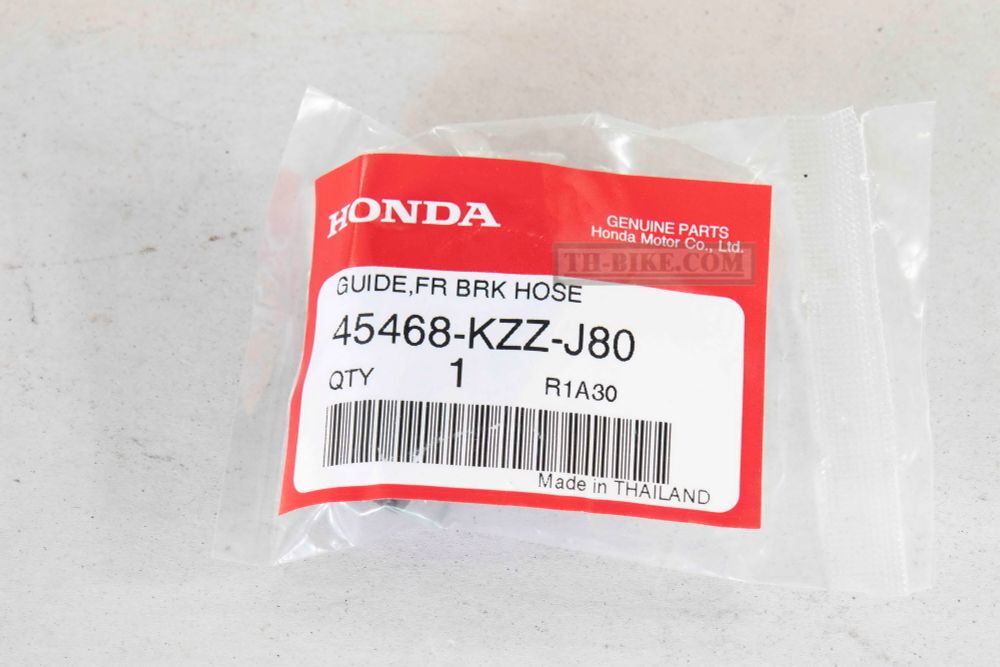 HONDA
GENUINE PARTS
Honda Motor Co., Ltd.
TH-BIKE.COM
GUIDE,FR BRK HOSE
45468-KZZ-J80
QTY 1 R1A30
Made in THAILAND